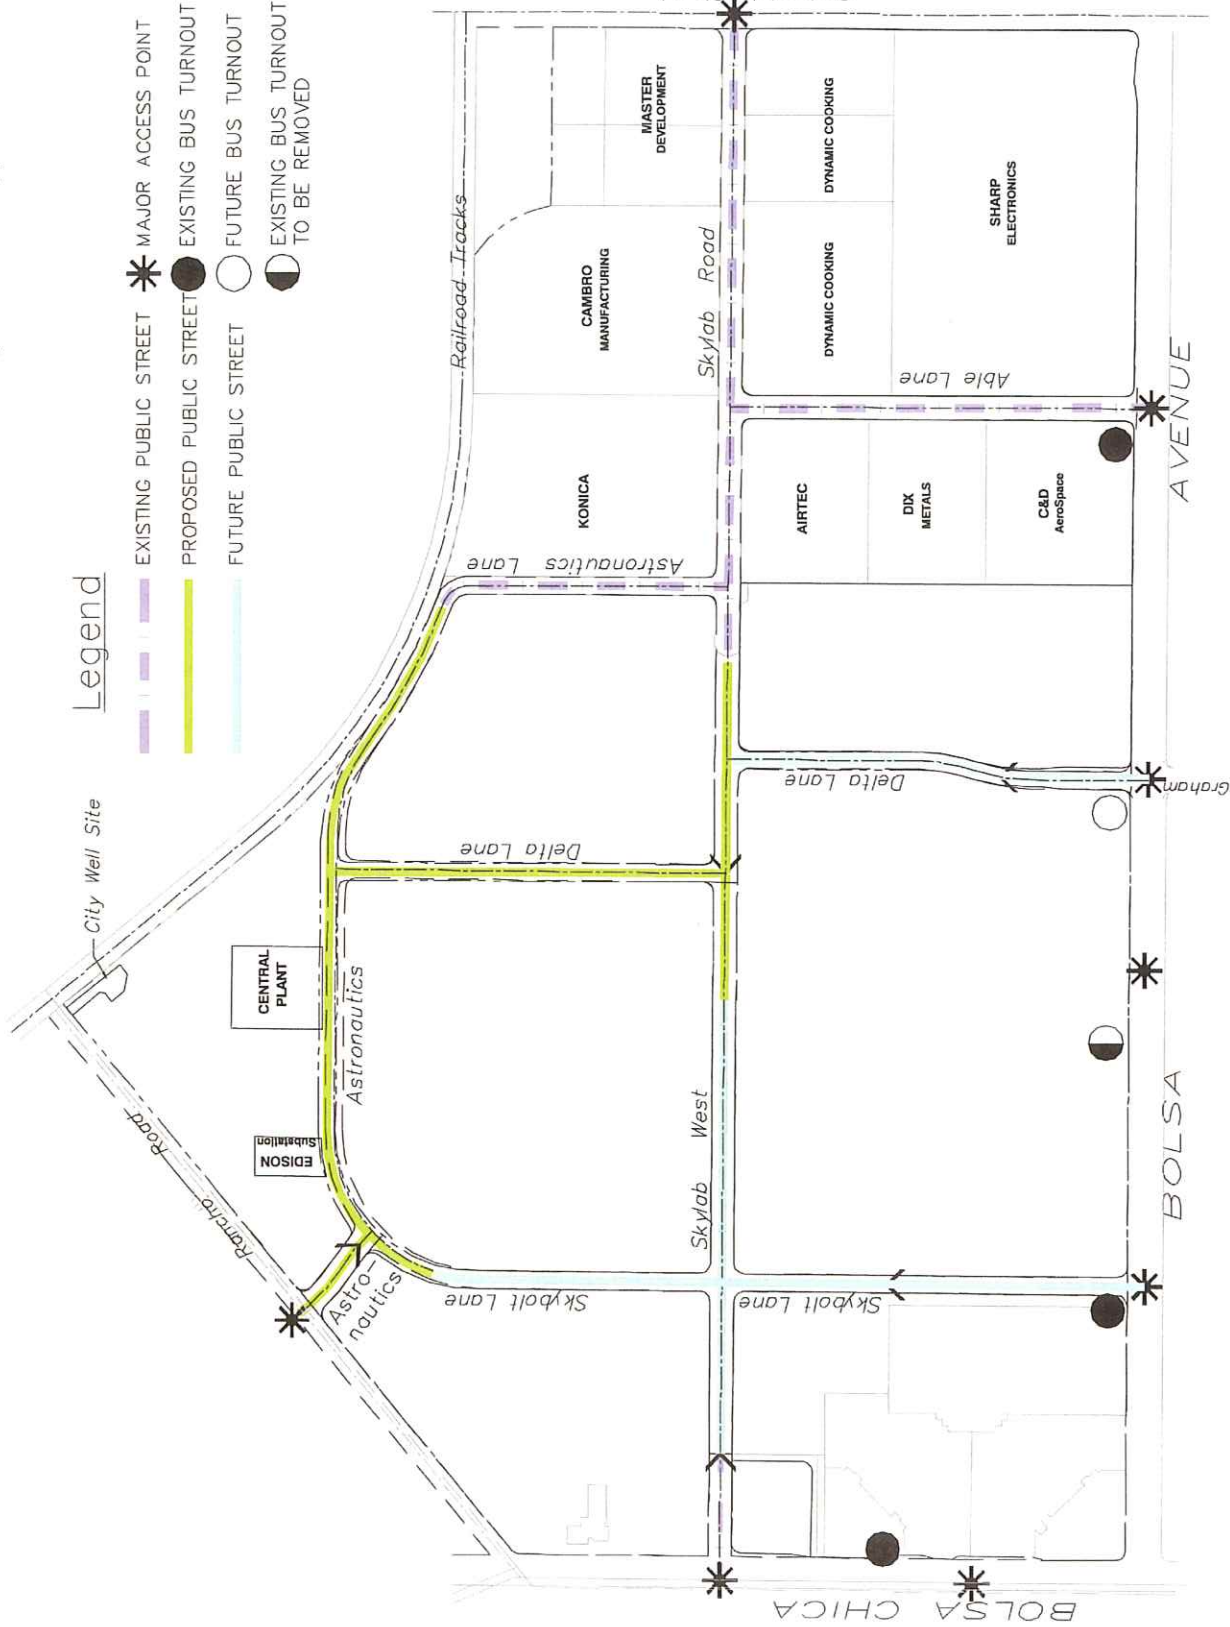 Legend
EXISTING PUBLIC STREET
PROPOSED PUBLIC STREET
FUTURE PUBLIC STREET
MAJOR ACCESS POINT
EXISTING BUS TURNOUT
FUTURE BUS TURNOUT
EXISTING BUS TURNOUT
TO BE REMOVED
City Well Site
Railroad Tracks
Rancho
Road
CENTRAL
PLANT
EDISON
Substation
Astronautics
Astro-
nautics
Astronautics Lane
Delta Lane
Delta Lane
Skybolt Lane
Skybolt Lane
Skylab West
Skylab Road
Able Lane
MASTER
DEVELOPMENT
CAMBRO
MANUFACTURING
KONICA
DYNAMIC COOKING
DYNAMIC COOKING
SHARP
ELECTRONICS
AIRTEC
DIX
METALS
C&D
AeroSpace
Graham
BOLSA
AVENUE
BOLSA CHICA